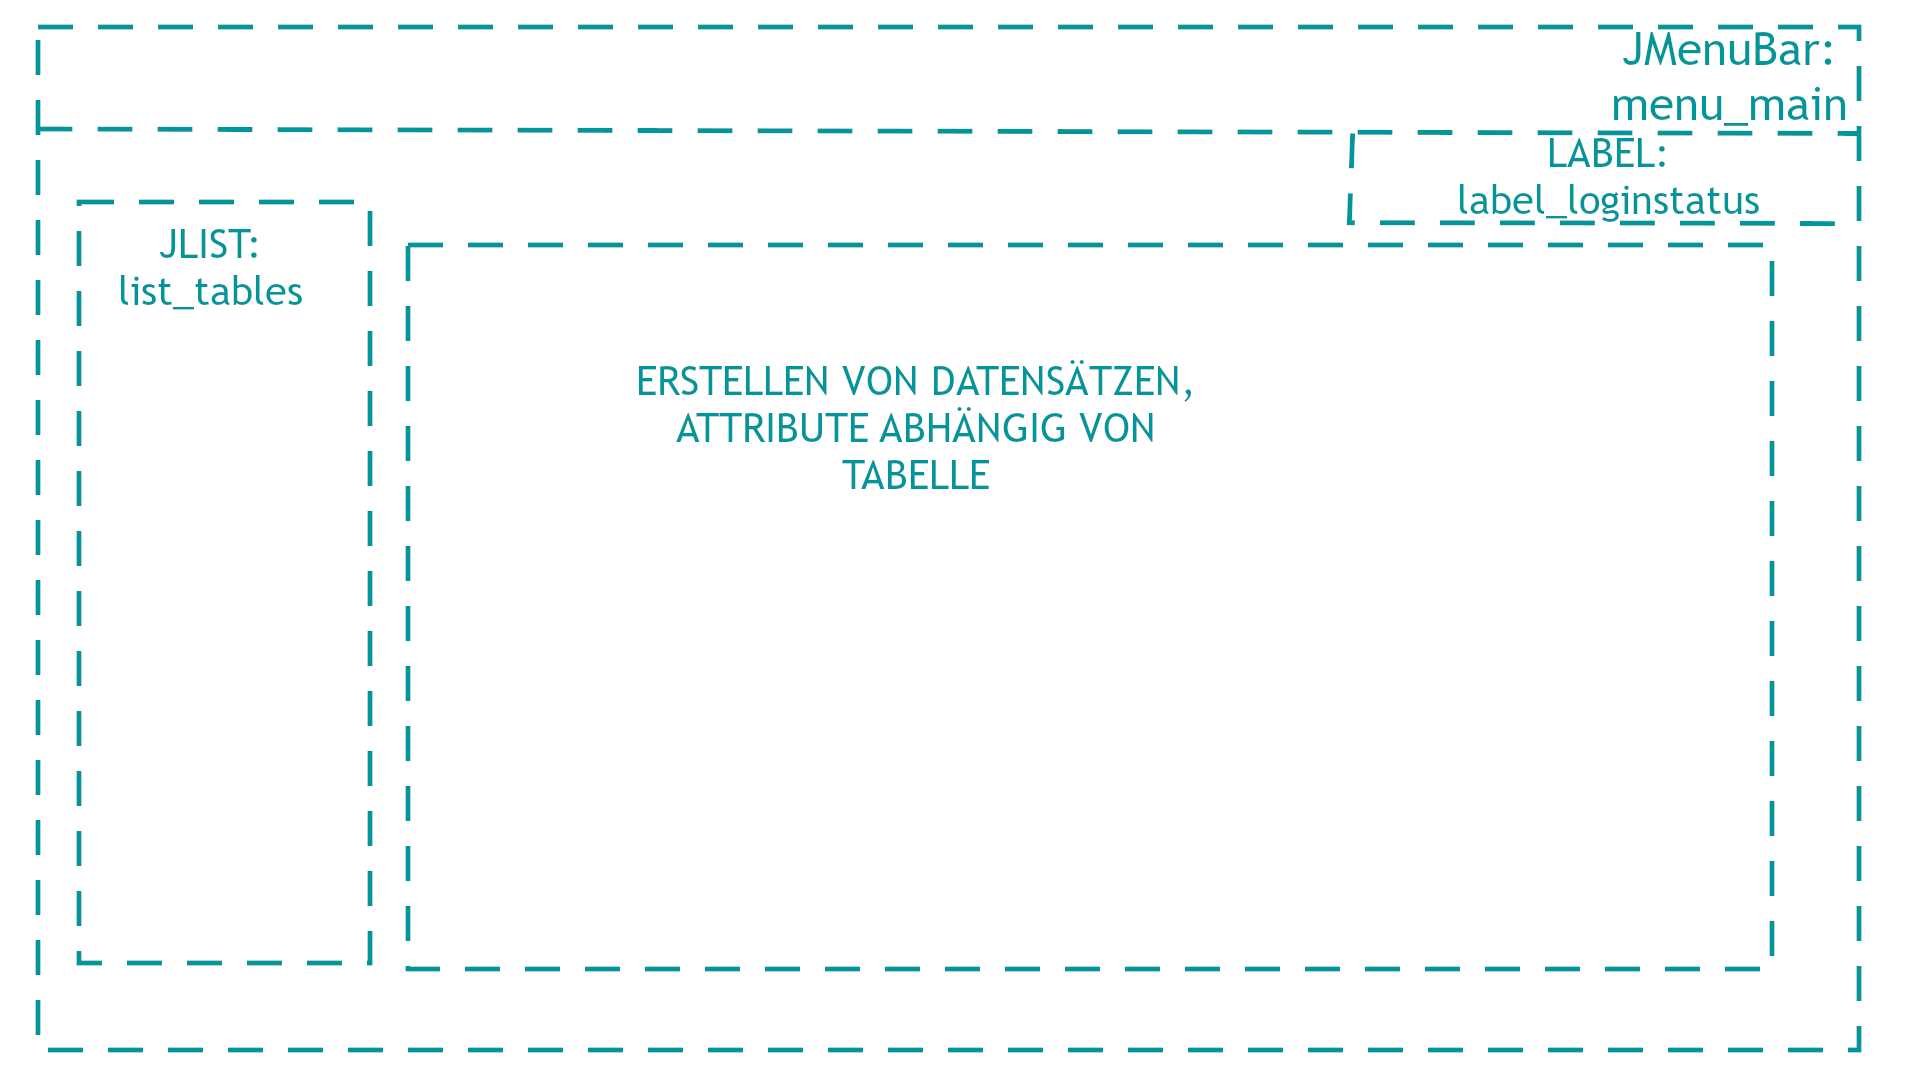 JMenuBar:
menu_main
LABEL:
label_loginstatus
JLIST:
list_tables
ERSTELLEN VON DATENSÄTZEN,
ATTRIBUTE ABHÄNGIG VON
TABELLE